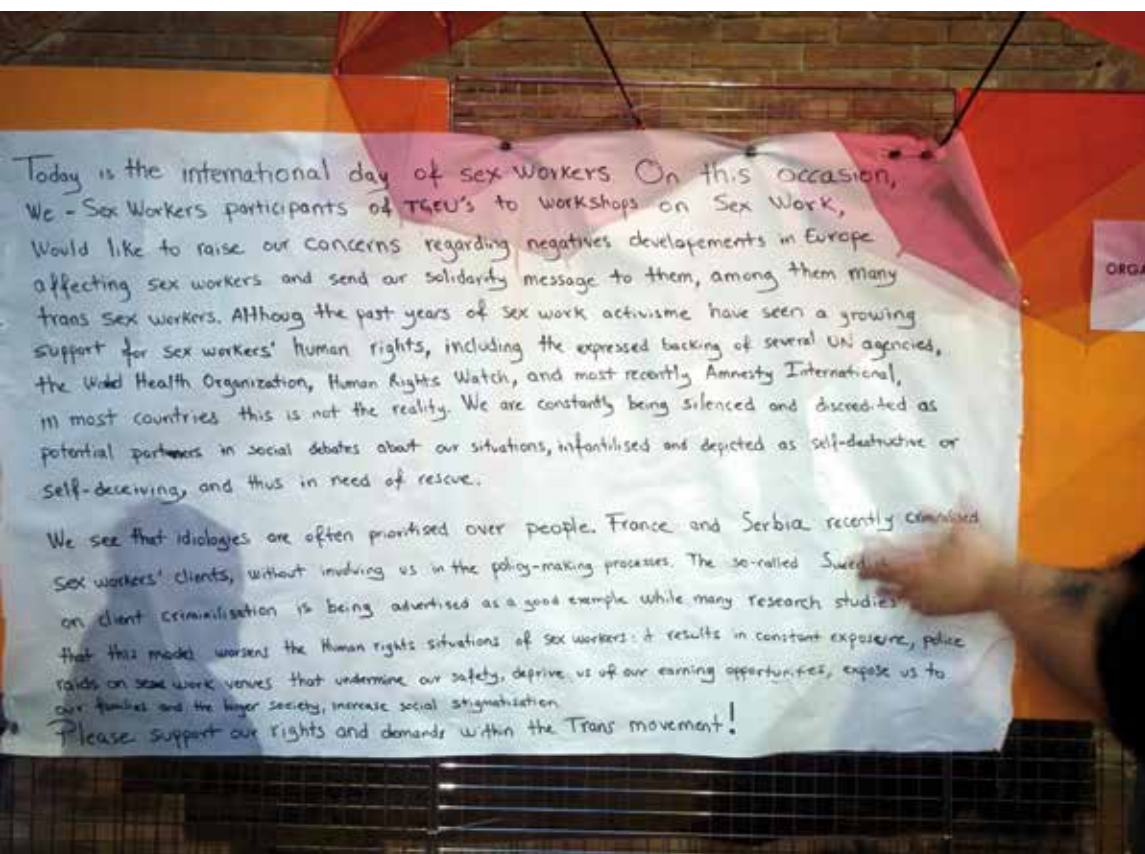 Today is the international day of sex workers On this occasion,
We - Sex Workers participants of TGEU's to workshops on Sex Work,
Would like to raise our concerns regarding negatives developements in Europe
affecting sex workers and send our solidarity message to them, among them many
trans sex workers. Althoug the past years of sex work activisme have seen a growing
support for sex workers' human rights, including the expressed backing of several UN agencies,
the World Health Organization, Human Rights Watch, and most recently Amnesty International,
in most countries this is not the reality. We are constantly being silenced and discredited as
potential partners in social debates about our situations, infantilised and depicted as self-destructive or
self-deceiving, and thus in need of rescue.
We see that idiologies are often prioritised over people. France and Serbia recently
sex workers' clients, without involving us in the policy-making processes. The so-called
on client criminilisation is being advertised as a good example while many research studies
that this model worsens the Human rights situations of sex workers: it results in constant exposure, police
raids on work venues that undermine our safety, deprive us of our earning opportunities, expose us to
our families and the larger society, increase social stigmatisation
Please support our rights and demands within the Trans movement!
ORGA